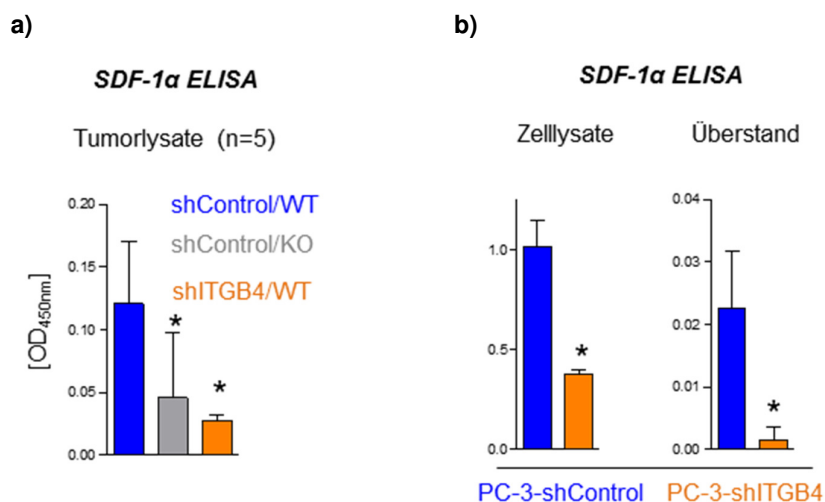 a)
SDF-1α ELISA
Tumorlysate (n=5)
[OD450nm]
0.20
0.15
0.10
0.05
0.00
shControl/WT
shControl/KO
shITGB4/WT
*
*
b)
SDF-1α ELISA
Zelllysate
Überstand
1.0
0.5
0.0
*
0.04
0.03
0.02
0.01
0.00
*
PC-3-shControl PC-3-shITGB4